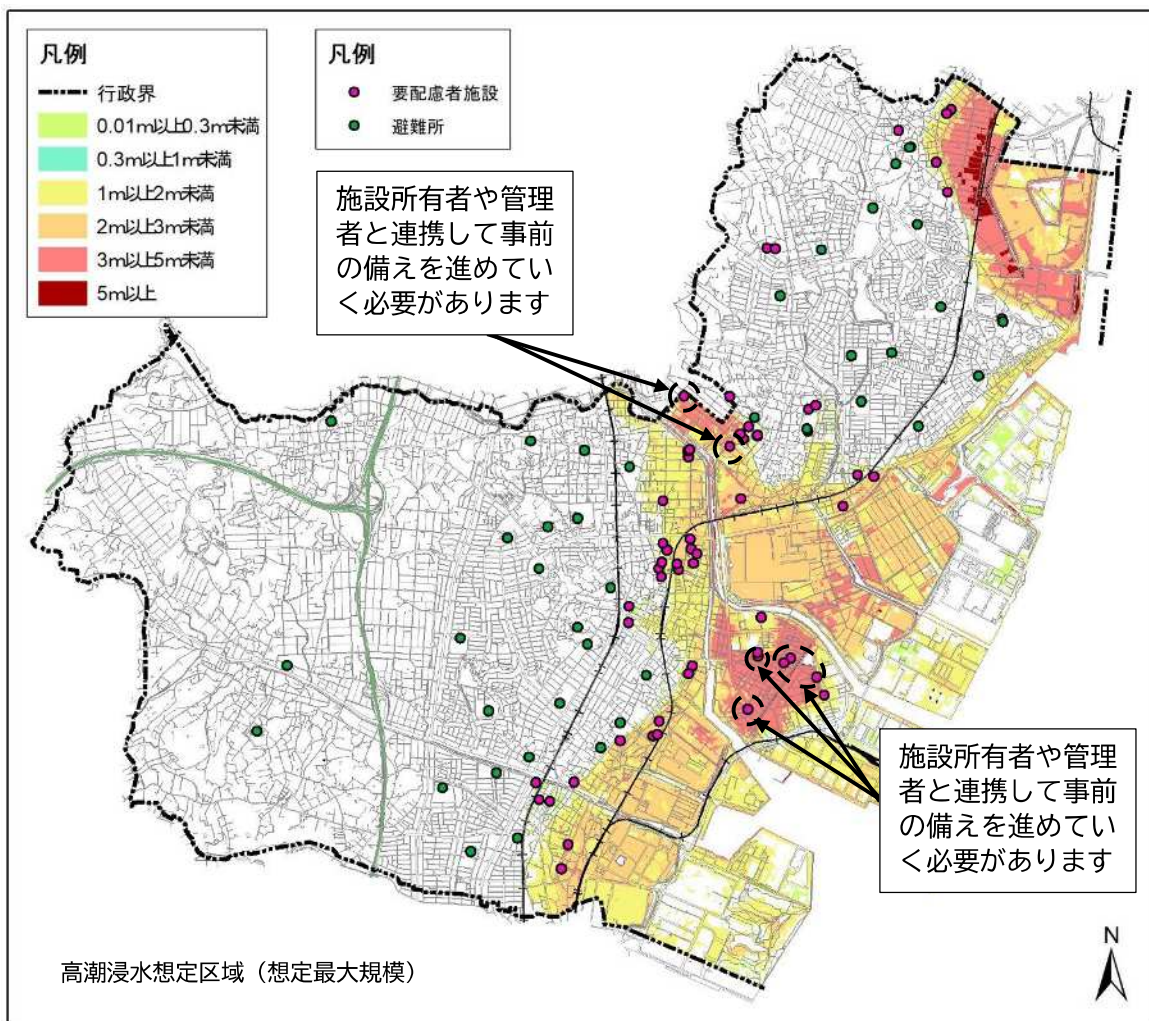 凡例
行政界
0.01m以上0.3m未満
0.3m以上1m未満
1m以上2m未満
2m以上3m未満
3m以上5m未満
5m以上
凡例
要配慮者施設
避難所
施設所有者や管理
者と連携して事前
の備えを進めてい
く必要があります
施設所有者や管理
者と連携して事前
の備えを進めてい
く必要があります
高潮浸水想定区域（想定最大規模）
N